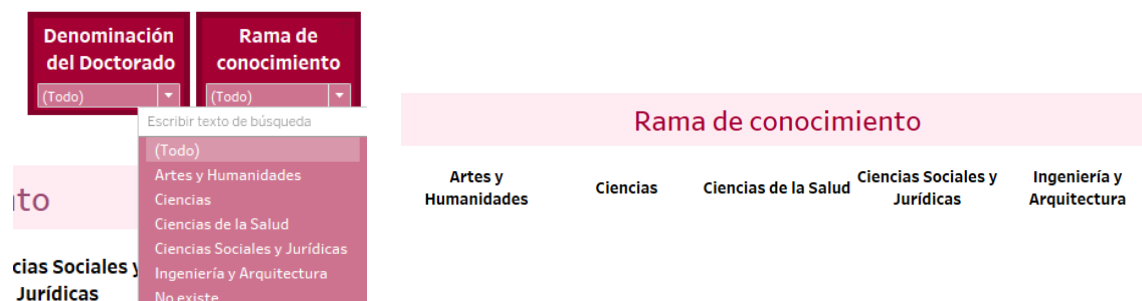 Denominación
del Doctorado
(Todo)
Rama de
conocimiento
(Todo)
Escribir texto de búsqueda
(Todo)
Artes y Humanidades
Ciencias
Ciencias de la Salud
Ciencias Sociales y Jurídicas
Ingeniería y Arquitectura
No existe
ito
cias Sociales y
Jurídicas
Rama de conocimiento
Artes y
Humanidades
Ciencias
Ciencias de la Salud
Ciencias Sociales y
Jurídicas
Ingeniería y
Arquitectura